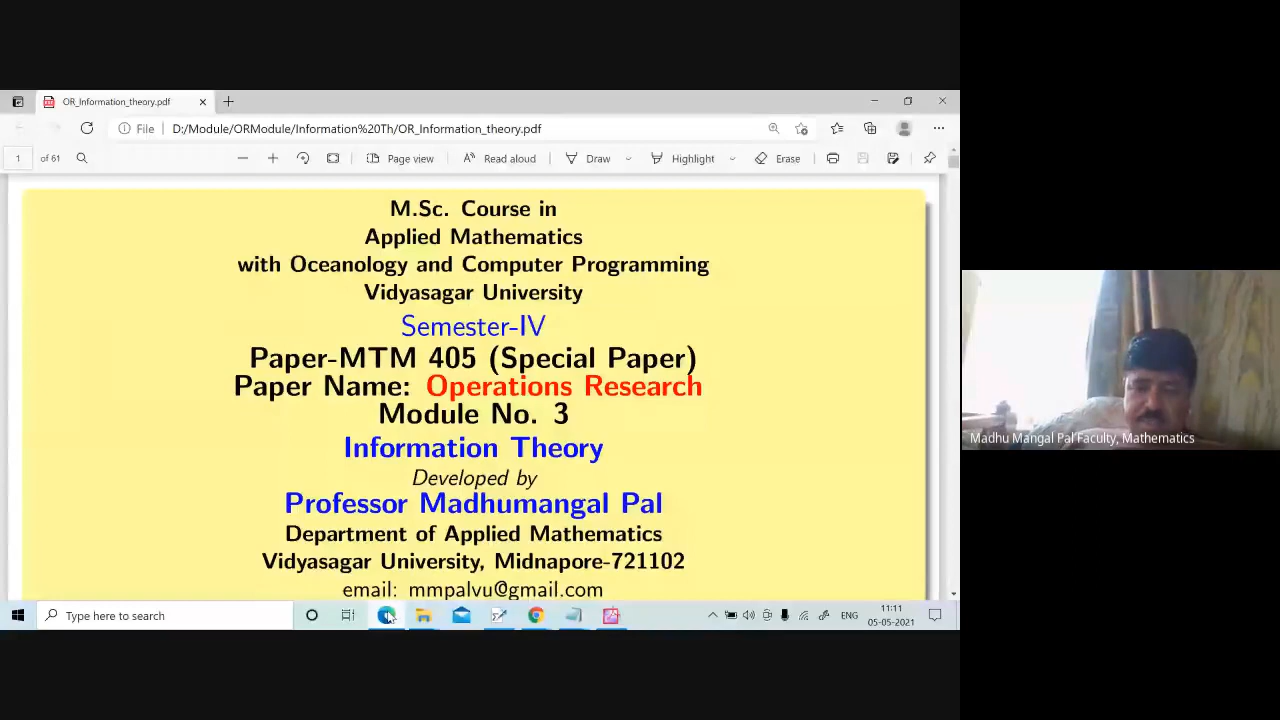 OR_Information_theory.pdf
File D:/Module/ORModule/Information%20Th/OR_Information_theory.pdf
1 of 61 Page view Read aloud Draw Highlight Erase
M.Sc. Course in
Applied Mathematics
with Oceanology and Computer Programming
Vidyasagar University
Semester-IV
Paper-MTM 405 (Special Paper)
Paper Name: Operations Research
Module No. 3
Information Theory
Developed by
Professor Madhumangal Pal
Department of Applied Mathematics
Vidyasagar University, Midnapore-721102
email: mmpalvu@gmail.com
Madhu Mangal Pal Faculty, Mathematics
Type here to search
ENG
11:11
05-05-2021